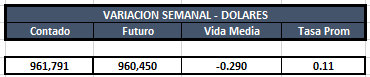 VARIACION SEMANAL - DOLARES
Contado Futuro Vida Media Tasa Prom
961,791 960,450 -0.290 0.11